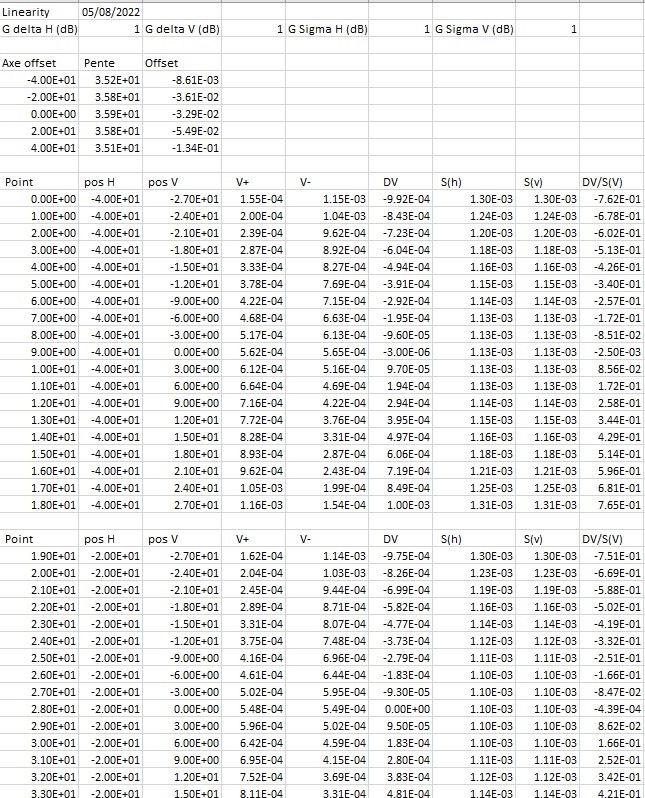 Linearity 05/08/2022
G delta H (dB) 1 G delta V (dB) 1 G Sigma H (dB) 1 G Sigma V (dB) 1
Axe offset Pente Offset
-4.00E+01 3.52E+01 -8.61E-03
-2.00E+01 3.58E+01 -3.61E-02
0.00E+00 3.59E+01 -3.29E-02
2.00E+01 3.58E+01 -5.49E-02
4.00E+01 3.51E+01 -1.34E-01
Point pos H pos V V+ V- DV S(h) S(v) DV/S(V)
0.00E+00 -4.00E+01 -2.70E+01 1.55E-04 1.15E-03 -9.92E-04 1.30E-03 1.30E-03 -7.62E-01
1.00E+00 -4.00E+01 -2.40E+01 2.00E-04 1.04E-03 -8.43E-04 1.24E-03 1.24E-03 -6.78E-01
2.00E+00 -4.00E+01 -2.10E+01 2.39E-04 9.62E-04 -7.23E-04 1.20E-03 1.20E-03 -6.02E-01
3.00E+00 -4.00E+01 -1.80E+01 2.87E-04 8.92E-04 -6.04E-04 1.18E-03 1.18E-03 -5.13E-01
4.00E+00 -4.00E+01 -1.50E+01 3.33E-04 8.27E-04 -4.94E-04 1.16E-03 1.16E-03 -4.26E-01
5.00E+00 -4.00E+01 -1.20E+01 3.78E-04 7.69E-04 -3.91E-04 1.15E-03 1.15E-03 -3.40E-01
6.00E+00 -4.00E+01 -9.00E+00 4.22E-04 7.15E-04 -2.92E-04 1.14E-03 1.14E-03 -2.57E-01
7.00E+00 -4.00E+01 -6.00E+00 4.68E-04 6.63E-04 -1.95E-04 1.13E-03 1.13E-03 -1.72E-01
8.00E+00 -4.00E+01 -3.00E+00 5.17E-04 6.13E-04 -9.60E-05 1.13E-03 1.13E-03 -8.51E-02
9.00E+00 -4.00E+01 0.00E+00 5.62E-04 5.65E-04 -3.00E-06 1.13E-03 1.13E-03 -2.50E-03
1.00E+01 -4.00E+01 3.00E+00 6.12E-04 5.16E-04 9.70E-05 1.13E-03 1.13E-03 8.56E-02
1.10E+01 -4.00E+01 6.00E+00 6.64E-04 4.69E-04 1.94E-04 1.13E-03 1.13E-03 1.72E-01
1.20E+01 -4.00E+01 9.00E+00 7.16E-04 4.22E-04 2.94E-04 1.14E-03 1.14E-03 2.58E-01
1.30E+01 -4.00E+01 1.20E+01 7.72E-04 3.76E-04 3.95E-04 1.15E-03 1.15E-03 3.44E-01
1.40E+01 -4.00E+01 1.50E+01 8.28E-04 3.31E-04 4.97E-04 1.16E-03 1.16E-03 4.29E-01
1.50E+01 -4.00E+01 1.80E+01 8.93E-04 2.87E-04 6.06E-04 1.18E-03 1.18E-03 5.14E-01
1.60E+01 -4.00E+01 2.10E+01 9.62E-04 2.43E-04 7.19E-04 1.21E-03 1.21E-03 5.96E-01
1.70E+01 -4.00E+01 2.40E+01 1.05E-03 1.99E-04 8.49E-04 1.25E-03 1.25E-03 6.81E-01
1.80E+01 -4.00E+01 2.70E+01 1.16E-03 1.54E-04 1.00E-03 1.31E-03 1.31E-03 7.65E-01
Point pos H pos V V+ V- DV S(h) S(v) DV/S(V)
1.90E+01 -2.00E+01 -2.70E+01 1.62E-04 1.14E-03 -9.75E-04 1.30E-03 1.30E-03 -7.51E-01
2.00E+01 -2.00E+01 -2.40E+01 2.04E-04 1.03E-03 -8.26E-04 1.23E-03 1.23E-03 -6.69E-01
2.10E+01 -2.00E+01 -2.10E+01 2.45E-04 9.44E-04 -6.99E-04 1.19E-03 1.19E-03 -5.88E-01
2.20E+01 -2.00E+01 -1.80E+01 2.89E-04 8.71E-04 -5.82E-04 1.16E-03 1.16E-03 -5.02E-01
2.30E+01 -2.00E+01 -1.50E+01 3.31E-04 8.07E-04 -4.77E-04 1.14E-03 1.14E-03 -4.19E-01
2.40E+01 -2.00E+01 -1.20E+01 3.75E-04 7.48E-04 -3.73E-04 1.12E-03 1.12E-03 -3.32E-01
2.50E+01 -2.00E+01 -9.00E+00 4.16E-04 6.96E-04 -2.79E-04 1.11E-03 1.11E-03 -2.51E-01
2.60E+01 -2.00E+01 -6.00E+00 4.61E-04 6.44E-04 -1.83E-04 1.10E-03 1.10E-03 -1.66E-01
2.70E+01 -2.00E+01 -3.00E+00 5.02E-04 5.95E-04 -9.30E-05 1.10E-03 1.10E-03 -8.47E-02
2.80E+01 -2.00E+01 0.00E+00 5.48E-04 5.49E-04 0.00E+00 1.10E-03 1.10E-03 -4.39E-04
2.90E+01 -2.00E+01 3.00E+00 5.96E-04 5.02E-04 9.50E-05 1.10E-03 1.10E-03 8.62E-02
3.00E+01 -2.00E+01 6.00E+00 6.42E-04 4.59E-04 1.83E-04 1.10E-03 1.10E-03 1.66E-01
3.10E+01 -2.00E+01 9.00E+00 6.95E-04 4.15E-04 2.80E-04 1.11E-03 1.11E-03 2.52E-01
3.20E+01 -2.00E+01 1.20E+01 7.52E-04 3.69E-04 3.83E-04 1.12E-03 1.12E-03 3.42E-01
3.30E+01 -2.00E+01 1.50E+01 8.11E-04 3.31E-04 4.81E-04 1.14E-03 1.14E-03 4.21E-01